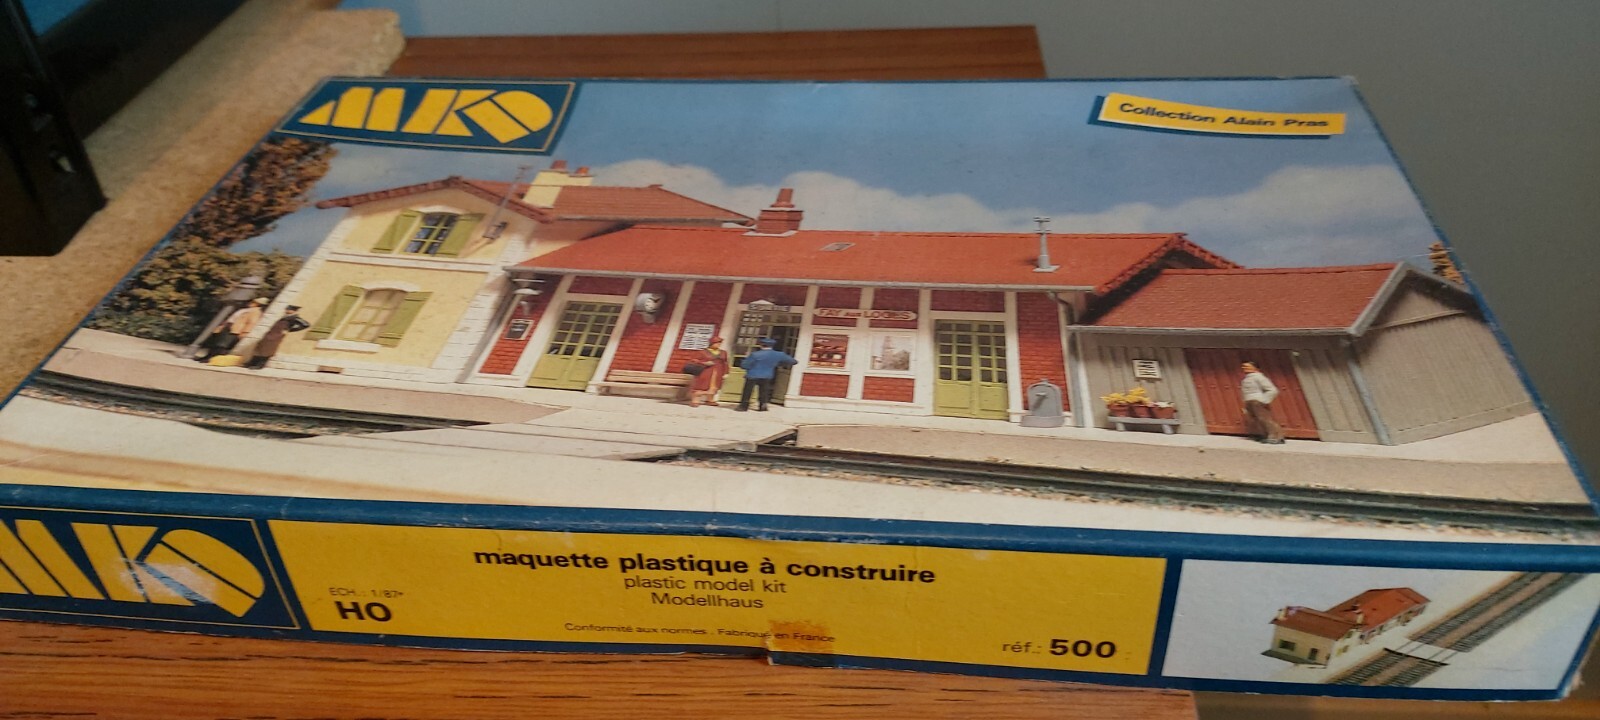 MKD
Collection Alain Pras
FAY AUX LOGES
MKD
maquette plastique à construire
plastic model kit
Modellhaus
ECH. : 1/87e
HO
Conformité aux normes . Fabriqué en France
réf.: 500